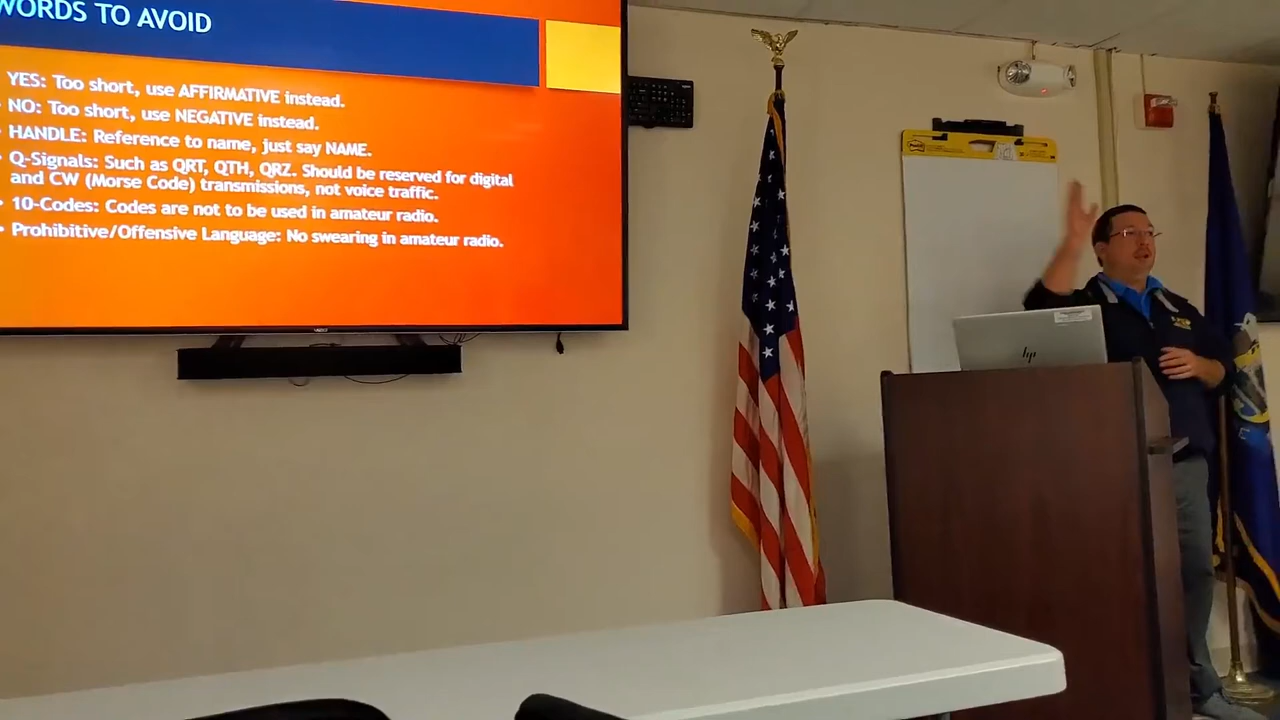 WORDS TO AVOID
YES: Too short, use AFFIRMATIVE instead.
• NO: Too short, use NEGATIVE instead.
• HANDLE: Reference to name, just say NAME.
• Q-Signals: Such as QRT, QTH, QRZ. Should be reserved for digital
and CW (Morse Code) transmissions, not voice traffic.
• 10-Codes: Codes are not to be used in amateur radio.
• Prohibitive/Offensive Language: No swearing in amateur radio.
Post-it
hp